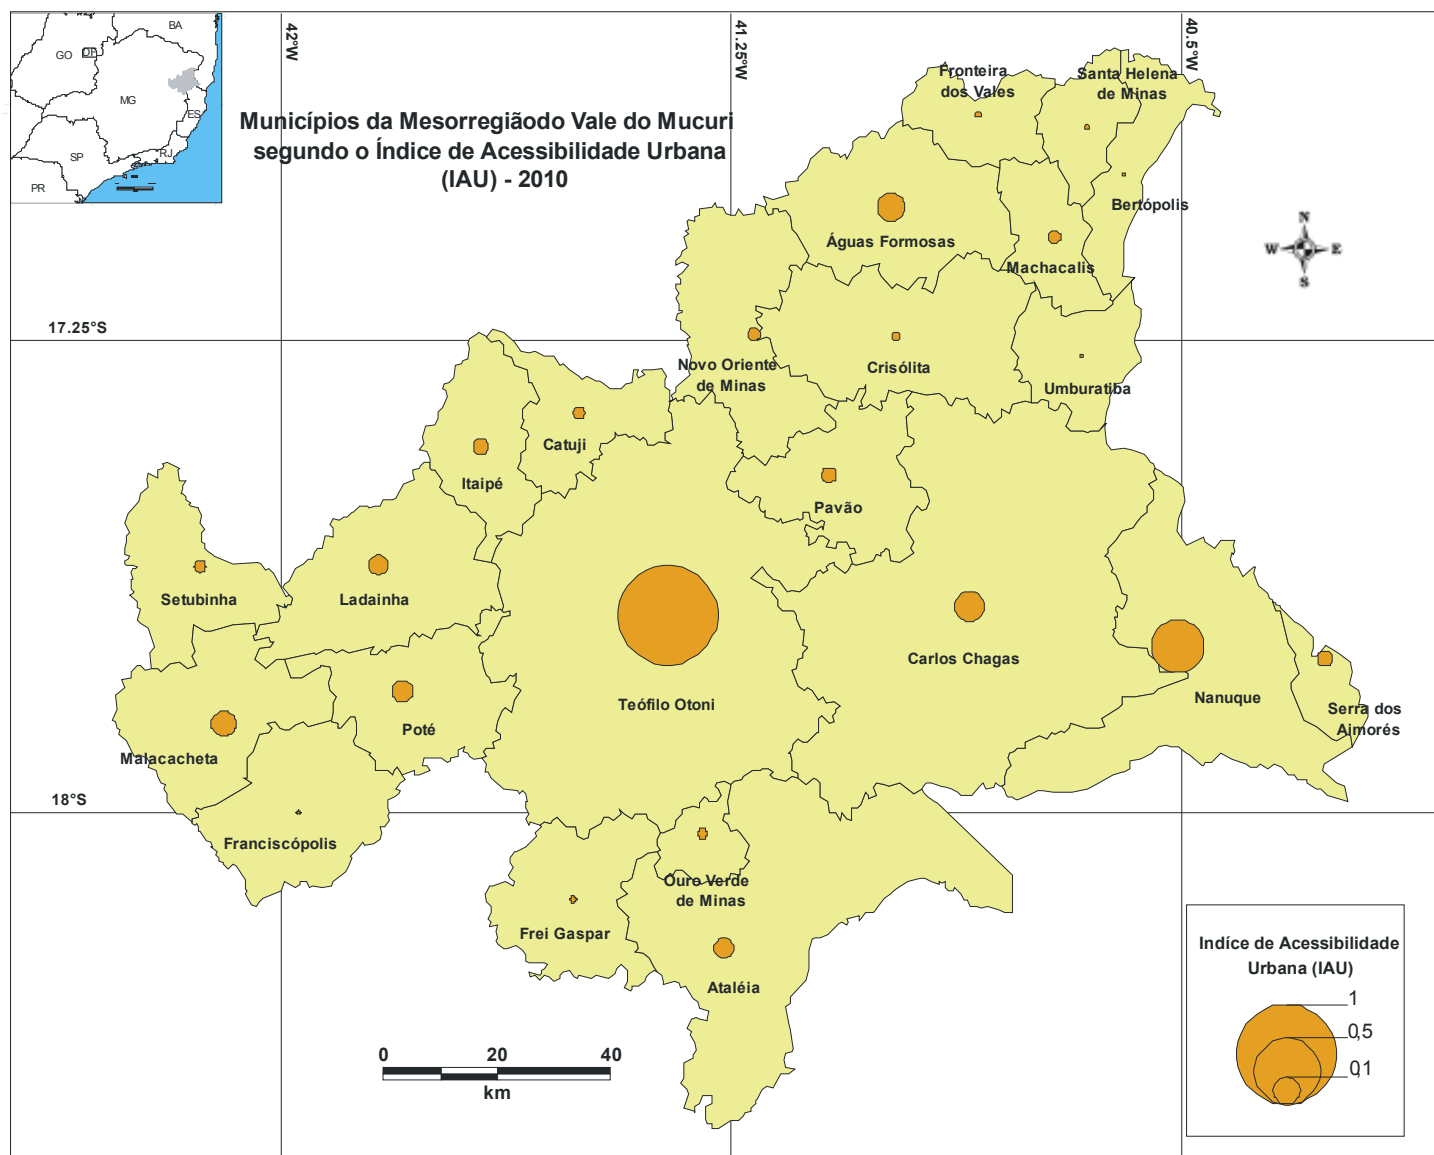 BA
GO
DF
MG
ES
SP
RJ
PR
42°W
41.25°W
40.5°W
Municípios da Mesorregiãodo Vale do Mucuri
segundo o Índice de Acessibilidade Urbana
(IAU) - 2010
Fronteira
dos Vales
Santa Helena
de Minas
Bertópolis
Águas Formosas
Machacalis
N
W
E
S
17.25°S
Novo Oriente
de Minas
Crisólita
Umburatiba
Catuji
Itaipé
Pavão
Setubinha
Ladainha
Carlos Chagas
Teófilo Otoni
Nanuque
Serra dos
Aimorés
Poté
Malacacheta
18°S
Franciscópolis
Ouro Verde
de Minas
Frei Gaspar
Ataléia
Indíce de Acessibilidade
Urbana (IAU)
1
0,5
0,1
0 20 40
km